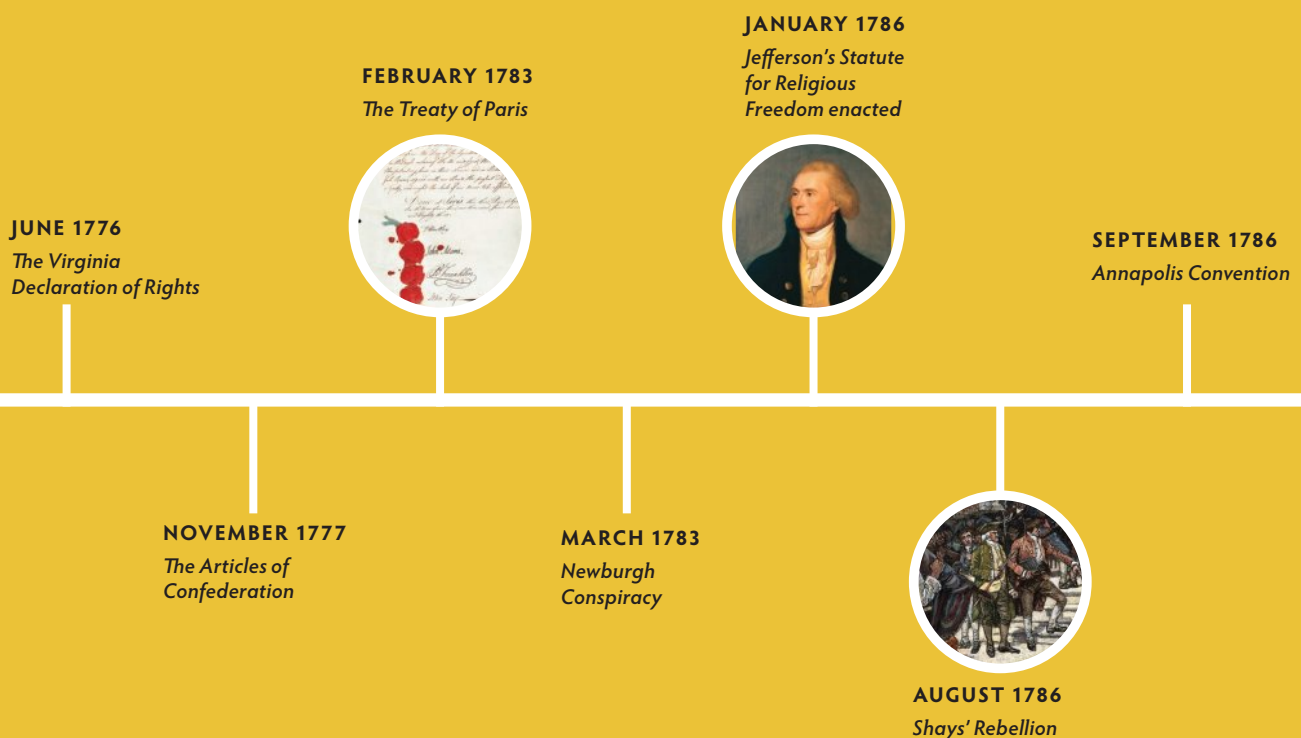 JUNE 1776
The Virginia
Declaration of Rights
NOVEMBER 1777
The Articles of
Confederation
FEBRUARY 1783
The Treaty of Paris
MARCH 1783
Newburgh
Conspiracy
JANUARY 1786
Jefferson's Statute
for Religious
Freedom enacted
AUGUST 1786
Shays' Rebellion
SEPTEMBER 1786
Annapolis Convention